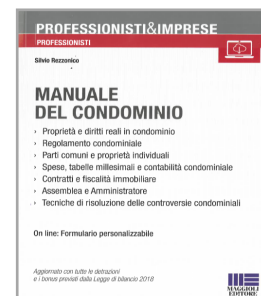 PROFESSIONISTI&IMPRESE
PROFESSIONISTI
Silvio Rezzonico
MANUALE
DEL CONDOMINIO
› Proprietà e diritti reali in condominio
› Regolamento condominiale
› Parti comuni e proprietà individuali
› Spese, tabelle millesimali e contabilità condominiale
› Contratti e fiscalità immobiliare
› Assemblea e Amministratore
› Tecniche di risoluzione delle controversie condominiali
On line: Formulario personalizzabile
Aggiornato con tutte le detrazioni
e i bonus previsti dalla Legge di bilancio 2018
MAGGIOLI
EDITORE